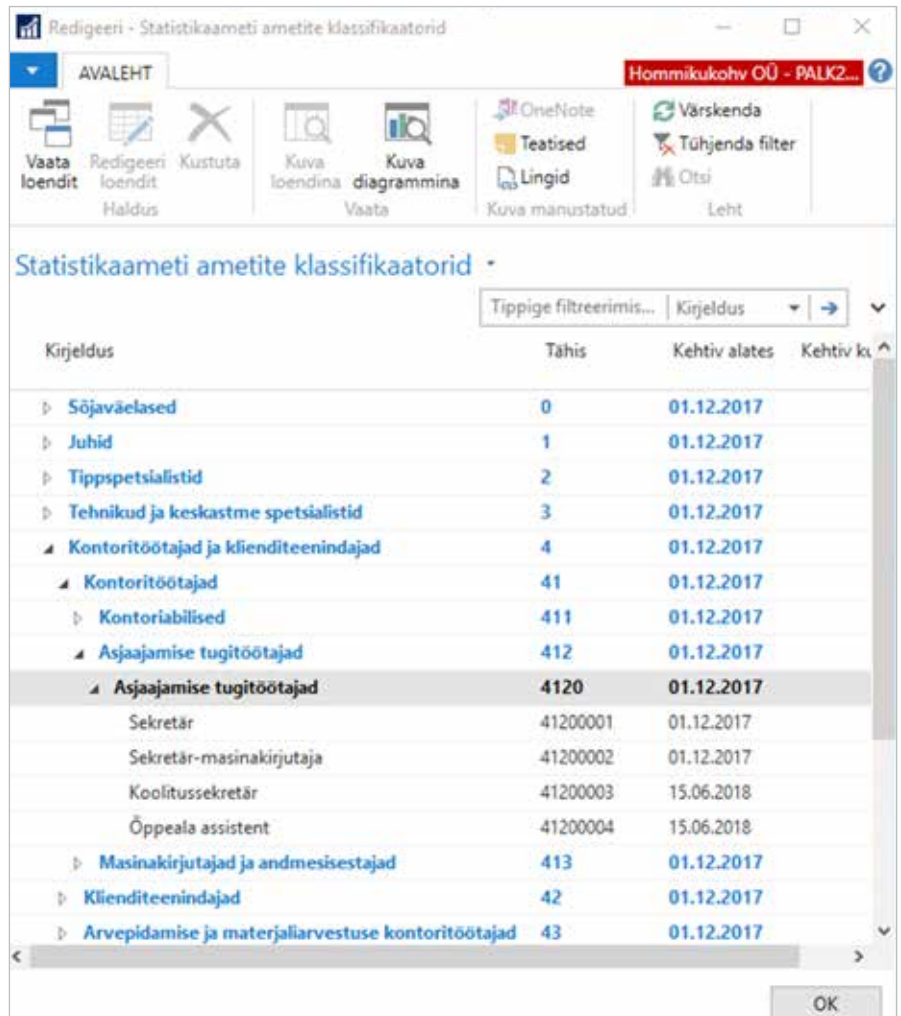 Redigeeri - Statistikaameti ametite klassifikaatorid
AVALEHT
Hommikukohv OÜ - PALK2...
Vaata loendit
Redigeeri loendit
Kustuta
Haldus
Kuva loendina
Kuva diagrammina
Vaata
OneNote
Teatised
Lingid
Kuva manustatud
Värskenda
Tühjenda filter
Otsi
Leht
Statistikaameti ametite klassifikaatorid
Tippige filtreerimis... Kirjeldus
Kirjeldus Tähis Kehtiv alates Kehtiv ku
Sõjaväelased 0 01.12.2017
Juhid 1 01.12.2017
Tippspetsialistid 2 01.12.2017
Tehnikud ja keskastme spetsialistid 3 01.12.2017
Kontoritöötajad ja klienditeenindajad 4 01.12.2017
Kontoritöötajad 41 01.12.2017
Kontoriabilised 411 01.12.2017
Asjaajamise tugitöötajad 412 01.12.2017
Asjaajamise tugitöötajad 4120 01.12.2017
Sekretär 41200001 01.12.2017
Sekretär-masinakirjutaja 41200002 01.12.2017
Koolitussekretär 41200003 15.06.2018
Õppeala assistent 41200004 15.06.2018
Masinakirjutajad ja andmesisestajad 413 01.12.2017
Klienditeenindajad 42 01.12.2017
Arvepidamise ja materjaliarvestuse kontoritöötajad 43 01.12.2017
OK